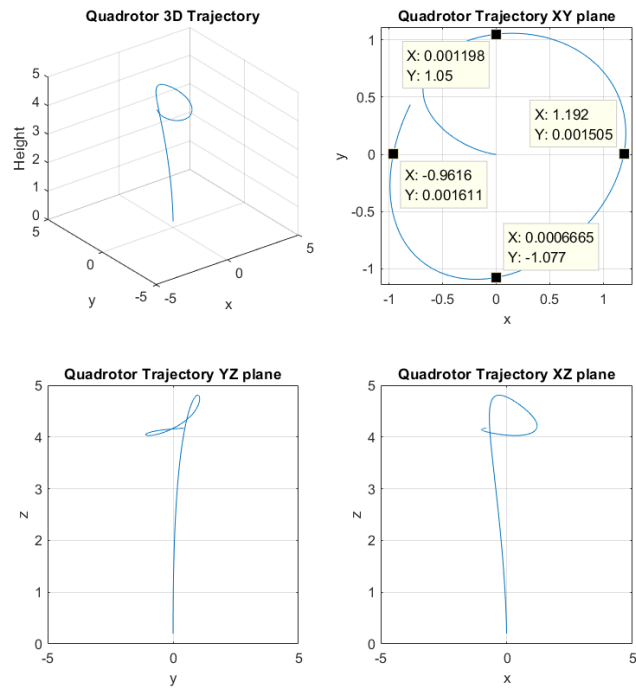 Quadrotor 3D Trajectory
5
4
3
2
1
0
Height
5
0
-5
y
-5
0
5
x
Quadrotor Trajectory XY plane
1
0.5
0
-0.5
-1
y
X: 0.001198
Y: 1.05
X: 1.192
Y: 0.001505
X: -0.9616
Y: 0.001611
X: 0.0006665
Y: -1.077
-1
-0.5
0
0.5
1
x
Quadrotor Trajectory YZ plane
5
4
3
2
1
0
z
-5
0
5
y
Quadrotor Trajectory XZ plane
5
4
3
2
1
0
z
-5
0
5
x